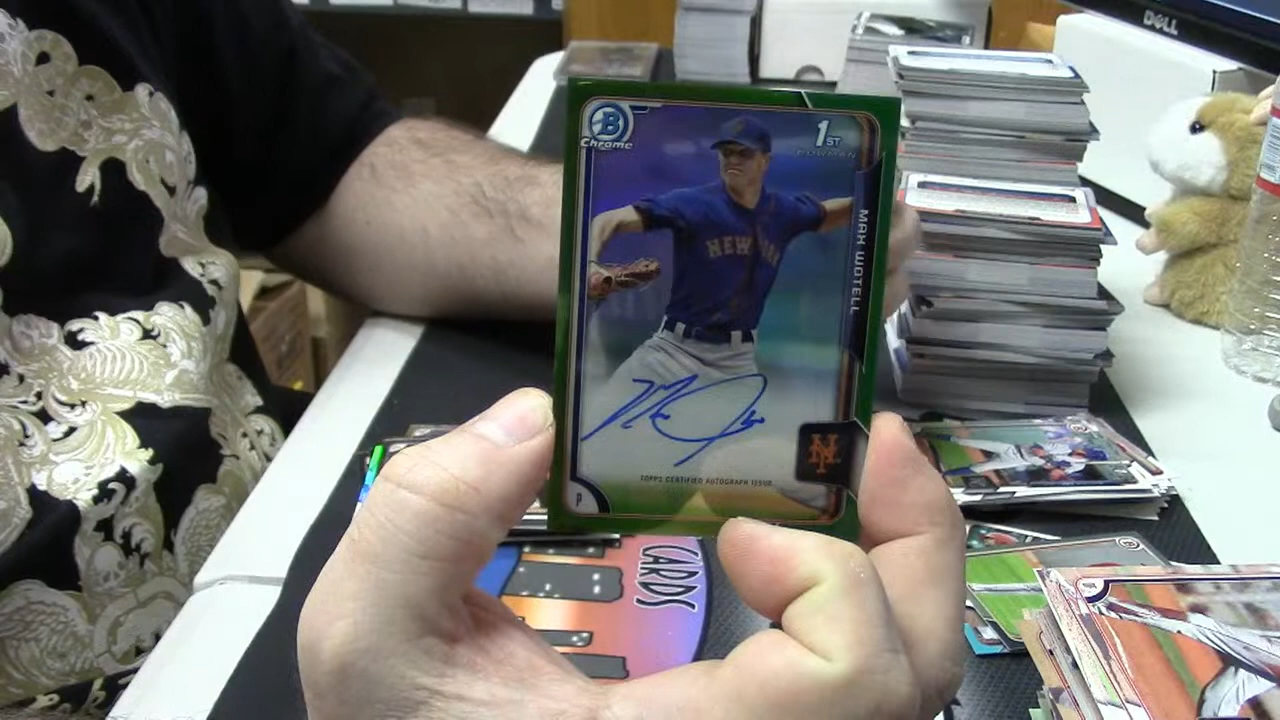 DELL
B
Chrome
1ST
BOWMAN
MAX WOTELL
NEW YORK
NY
TOPPS CERTIFIED AUTOGRAPH ISSUE
P
CARDS